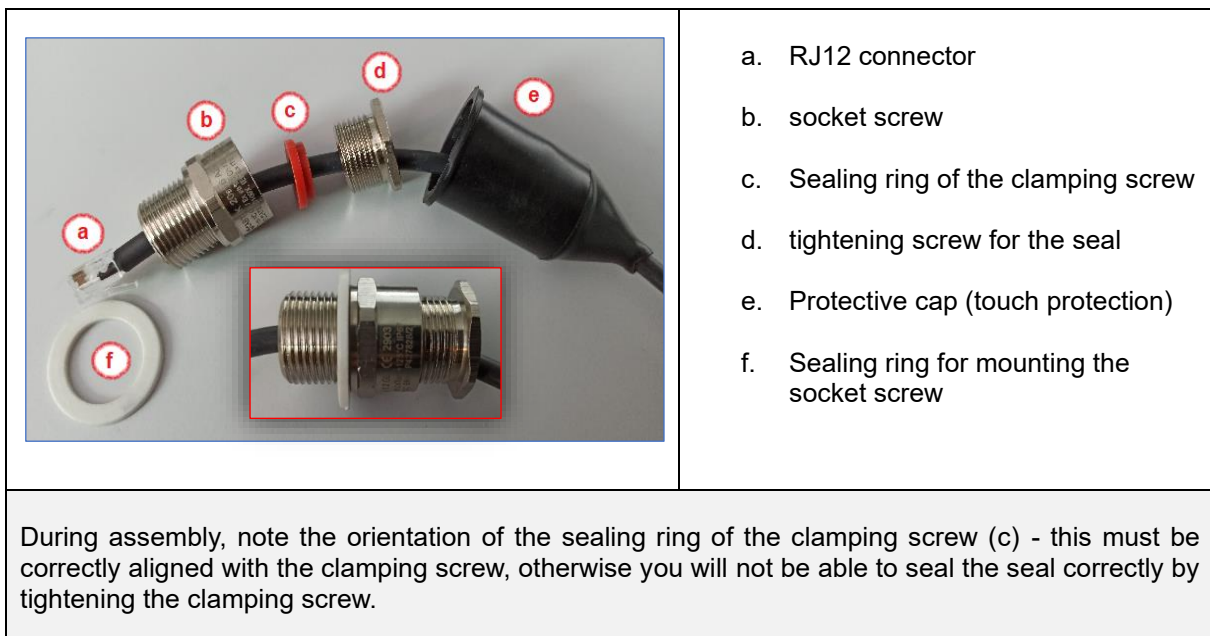 a
b
c
d
e
f
a. RJ12 connector
b. socket screw
c. Sealing ring of the clamping screw
d. tightening screw for the seal
e. Protective cap (touch protection)
f. Sealing ring for mounting the
socket screw
During assembly, note the orientation of the sealing ring of the clamping screw (c) - this must be
correctly aligned with the clamping screw, otherwise you will not be able to seal the seal correctly by
tightening the clamping screw.